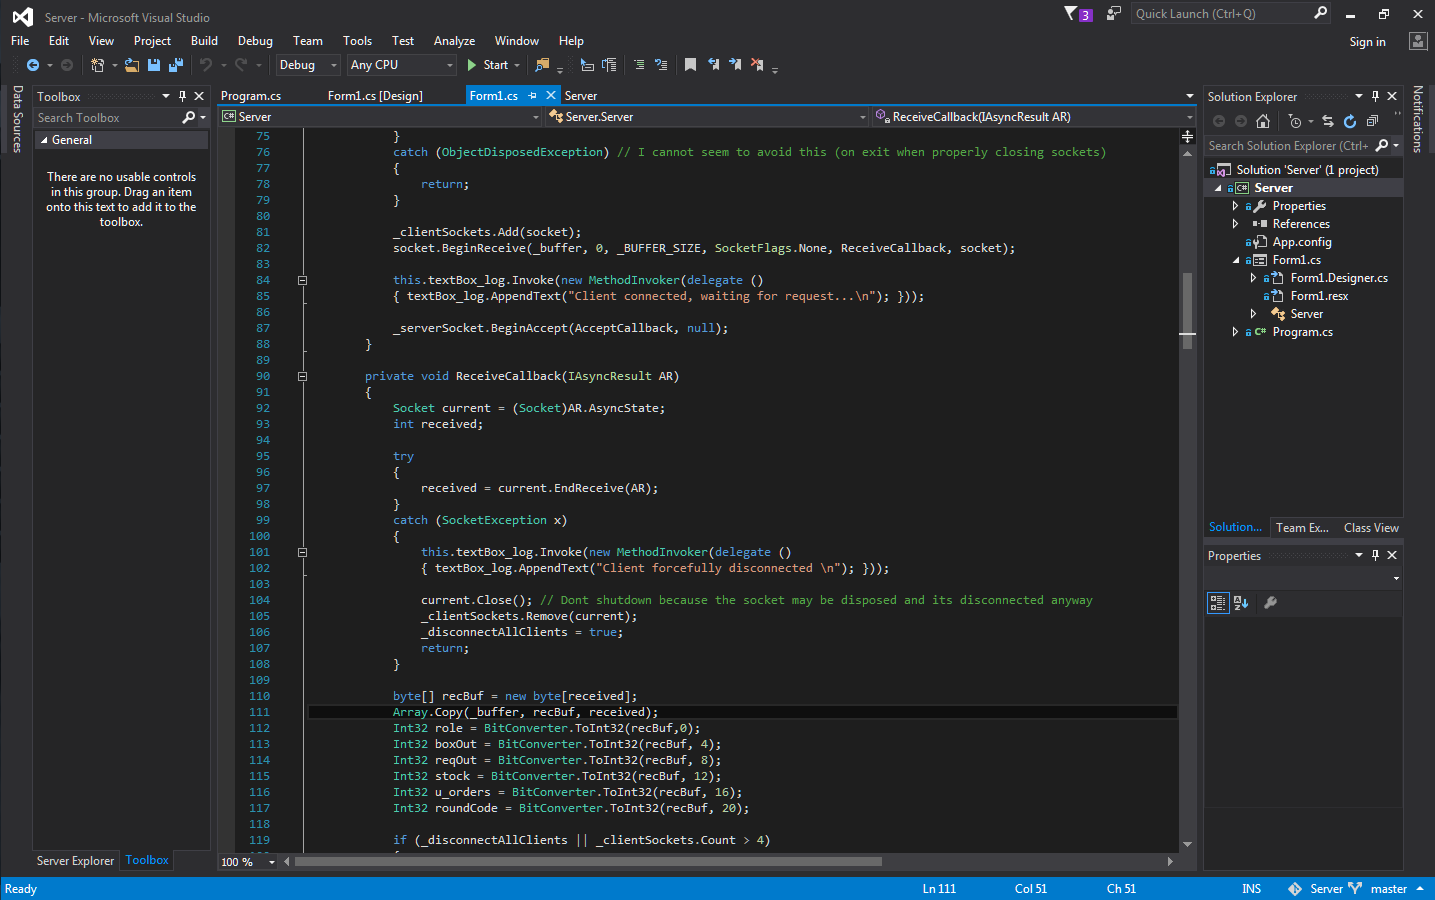 Server - Microsoft Visual Studio
3
Quick Launch (Ctrl+Q)
File Edit View Project Build Debug Team Tools Test Analyze Window Help
Sign in
Debug Any CPU Start
Data Sources
Toolbox
Search Toolbox
General
There are no usable controls
in this group. Drag an item
onto this text to add it to the
toolbox.
Server Explorer Toolbox
Program.cs Form1.cs [Design] Form1.cs Server
C# Server Server.Server ReceiveCallback(IAsyncResult AR)
75 }
76 catch (ObjectDisposedException) // I cannot seem to avoid this (on exit when properly closing sockets)
77 {
78 return;
79 }
80
81 _clientSockets.Add(socket);
82 socket.BeginReceive(_buffer, 0, _BUFFER_SIZE, SocketFlags.None, ReceiveCallback, socket);
83
84 this.textBox_log.Invoke(new MethodInvoker(delegate ()
85 { textBox_log.AppendText("Client connected, waiting for request...\n"); }));
86
87 _serverSocket.BeginAccept(AcceptCallback, null);
88 }
89
90 private void ReceiveCallback(IAsyncResult AR)
91 {
92 Socket current = (Socket)AR.AsyncState;
93 int received;
94
95 try
96 {
97 received = current.EndReceive(AR);
98 }
99 catch (SocketException x)
100 {
101 this.textBox_log.Invoke(new MethodInvoker(delegate ()
102 { textBox_log.AppendText("Client forcefully disconnected \n"); }));
103
104 current.Close(); // Dont shutdown because the socket may be disposed and its disconnected anyway
105 _clientSockets.Remove(current);
106 _disconnectAllClients = true;
107 return;
108 }
109
110 byte[] recBuf = new byte[received];
111 Array.Copy(_buffer, recBuf, received);
112 Int32 role = BitConverter.ToInt32(recBuf,0);
113 Int32 boxOut = BitConverter.ToInt32(recBuf, 4);
114 Int32 reqOut = BitConverter.ToInt32(recBuf, 8);
115 Int32 stock = BitConverter.ToInt32(recBuf, 12);
116 Int32 u_orders = BitConverter.ToInt32(recBuf, 16);
117 Int32 roundCode = BitConverter.ToInt32(recBuf, 20);
118
119 if (_disconnectAllClients || _clientSockets.Count > 4)
100 %
Solution Explorer
Search Solution Explorer (Ctrl+
Solution 'Server' (1 project)
C# Server
Properties
References
App.config
Form1.cs
Form1.Designer.cs
Form1.resx
Server
C# Program.cs
Solution... Team Ex... Class View
Properties
Notifications
Ready Ln 111 Col 51 Ch 51 INS Server master